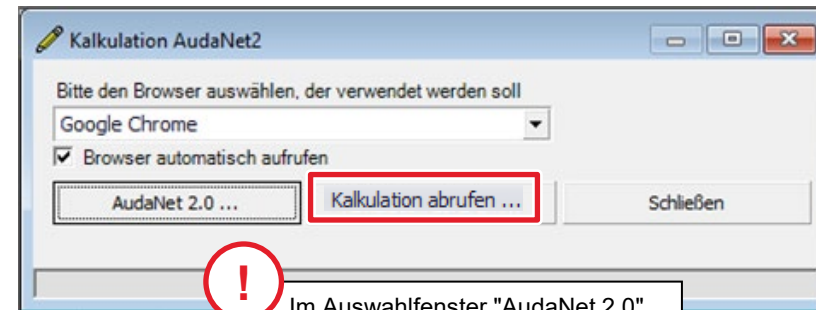 Kalkulation AudaNet2
Bitte den Browser auswählen, der verwendet werden soll
Google Chrome
Browser automatisch aufrufen
AudaNet 2.0 ...
Kalkulation abrufen ...
Schließen
!
Im Auswahlfenster "AudaNet 2.0"